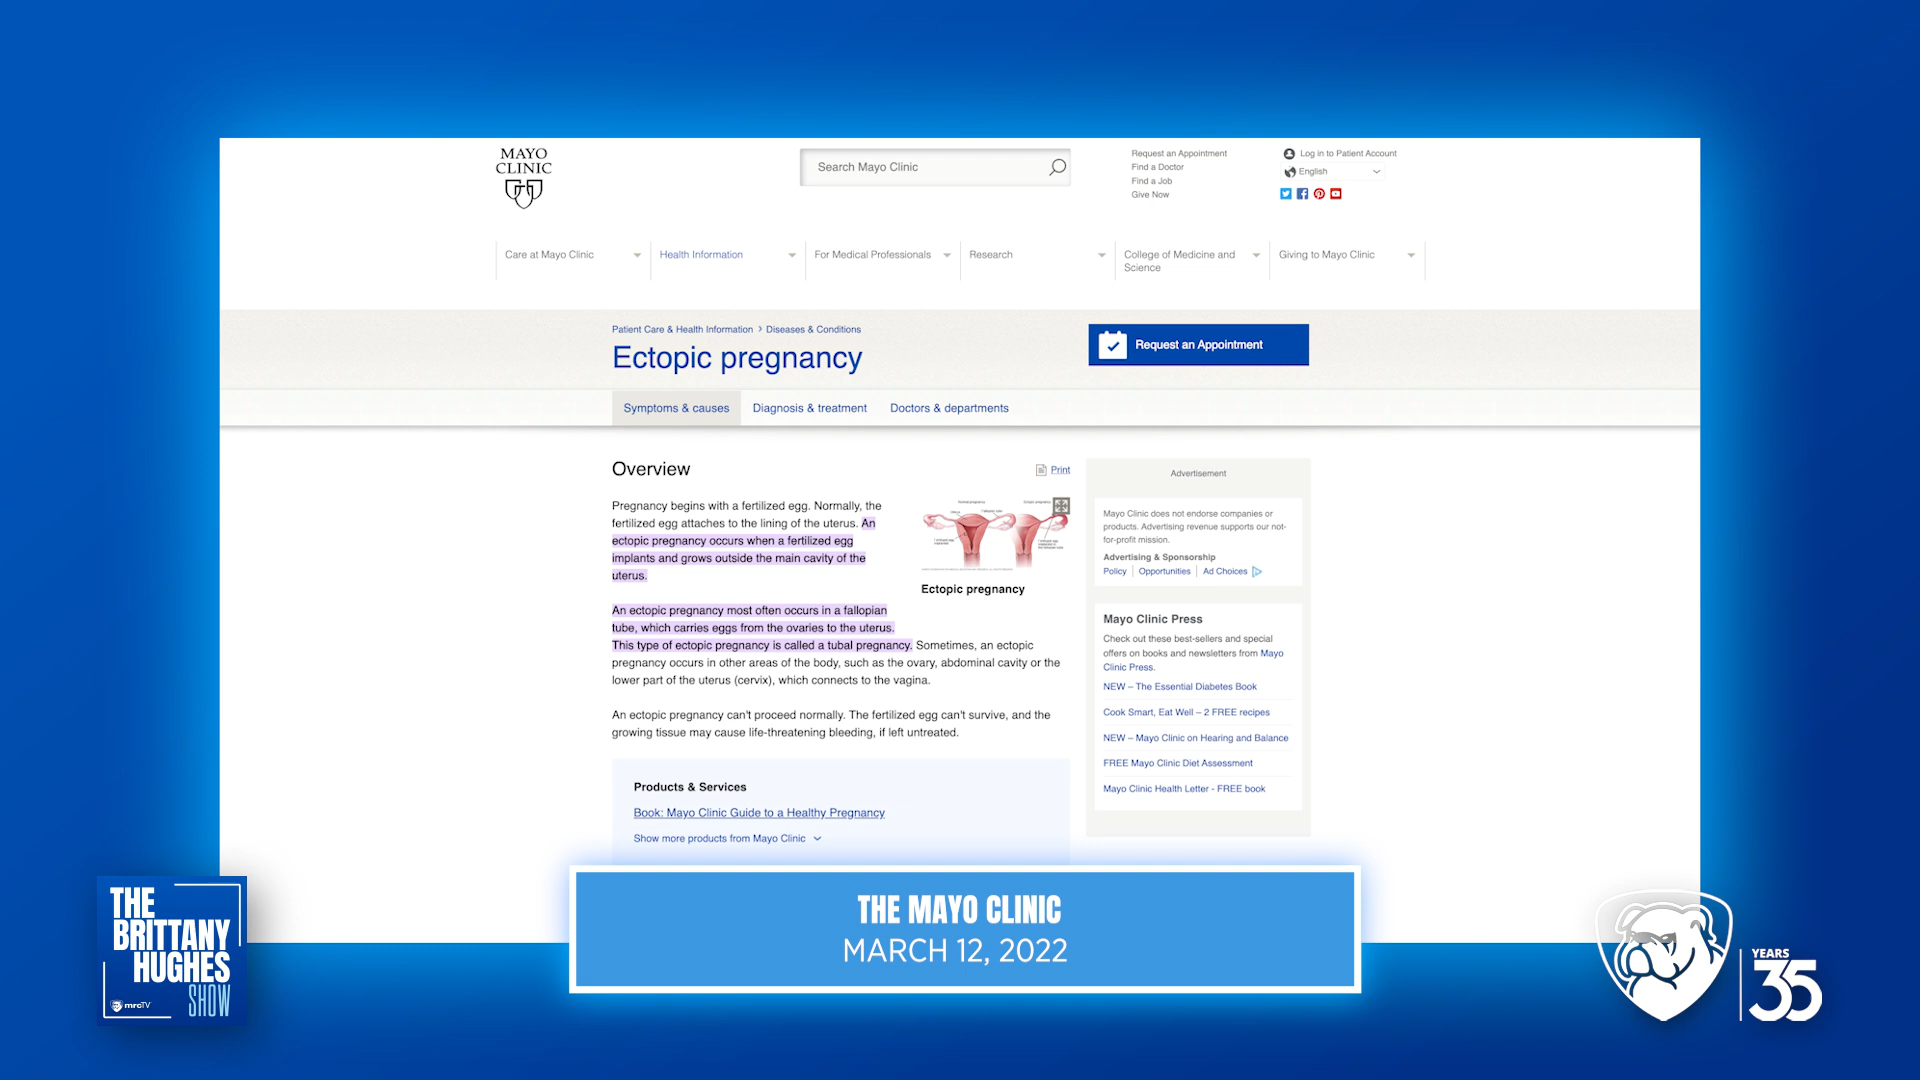 MAYO
CLINIC
Search Mayo Clinic
Request an Appointment
Find a Doctor
Find a Job
Give Now
Log in to Patient Account
English
Care at Mayo Clinic
Health Information
For Medical Professionals
Research
College of Medicine and
Science
Giving to Mayo Clinic
Patient Care & Health Information › Diseases & Conditions
Ectopic pregnancy
Request an Appointment
Symptoms & causes
Diagnosis & treatment
Doctors & departments
Overview
Print
Pregnancy begins with a fertilized egg. Normally, the
fertilized egg attaches to the lining of the uterus. An
ectopic pregnancy occurs when a fertilized egg
implants and grows outside the main cavity of the
uterus.
Normal pregnancy
Ectopic pregnancy
Uterus
Fallopian tube
Ectopic pregnancy
An ectopic pregnancy most often occurs in a fallopian
tube, which carries eggs from the ovaries to the uterus.
This type of ectopic pregnancy is called a tubal pregnancy. Sometimes, an ectopic
pregnancy occurs in other areas of the body, such as the ovary, abdominal cavity or the
lower part of the uterus (cervix), which connects to the vagina.
An ectopic pregnancy can't proceed normally. The fertilized egg can't survive, and the
growing tissue may cause life-threatening bleeding, if left untreated.
Products & Services
Book: Mayo Clinic Guide to a Healthy Pregnancy
Show more products from Mayo Clinic
Advertisement
Mayo Clinic does not endorse companies or
products. Advertising revenue supports our not-
for-profit mission.
Advertising & Sponsorship
Policy
Opportunities
Ad Choices
Mayo Clinic Press
Check out these best-sellers and special
offers on books and newsletters from Mayo
Clinic Press.
NEW – The Essential Diabetes Book
Cook Smart, Eat Well – 2 FREE recipes
NEW – Mayo Clinic on Hearing and Balance
FREE Mayo Clinic Diet Assessment
Mayo Clinic Health Letter - FREE book
THE MAYO CLINIC
MARCH 12, 2022
THE
BRITTANY
HUGHES
SHOW
mrcTV
YEARS
35